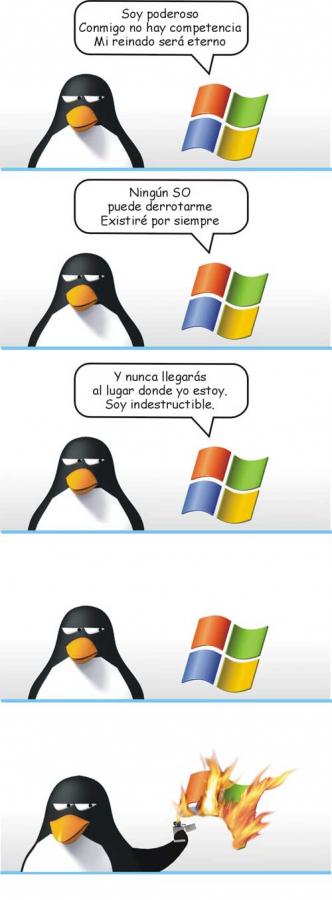 Soy poderoso
Conmigo no hay competencia
Mi reinado será eterno
Ningún SO
puede derrotarme
Existiré por siempre
Y nunca llegarás
al lugar donde yo estoy.
Soy indestructible.